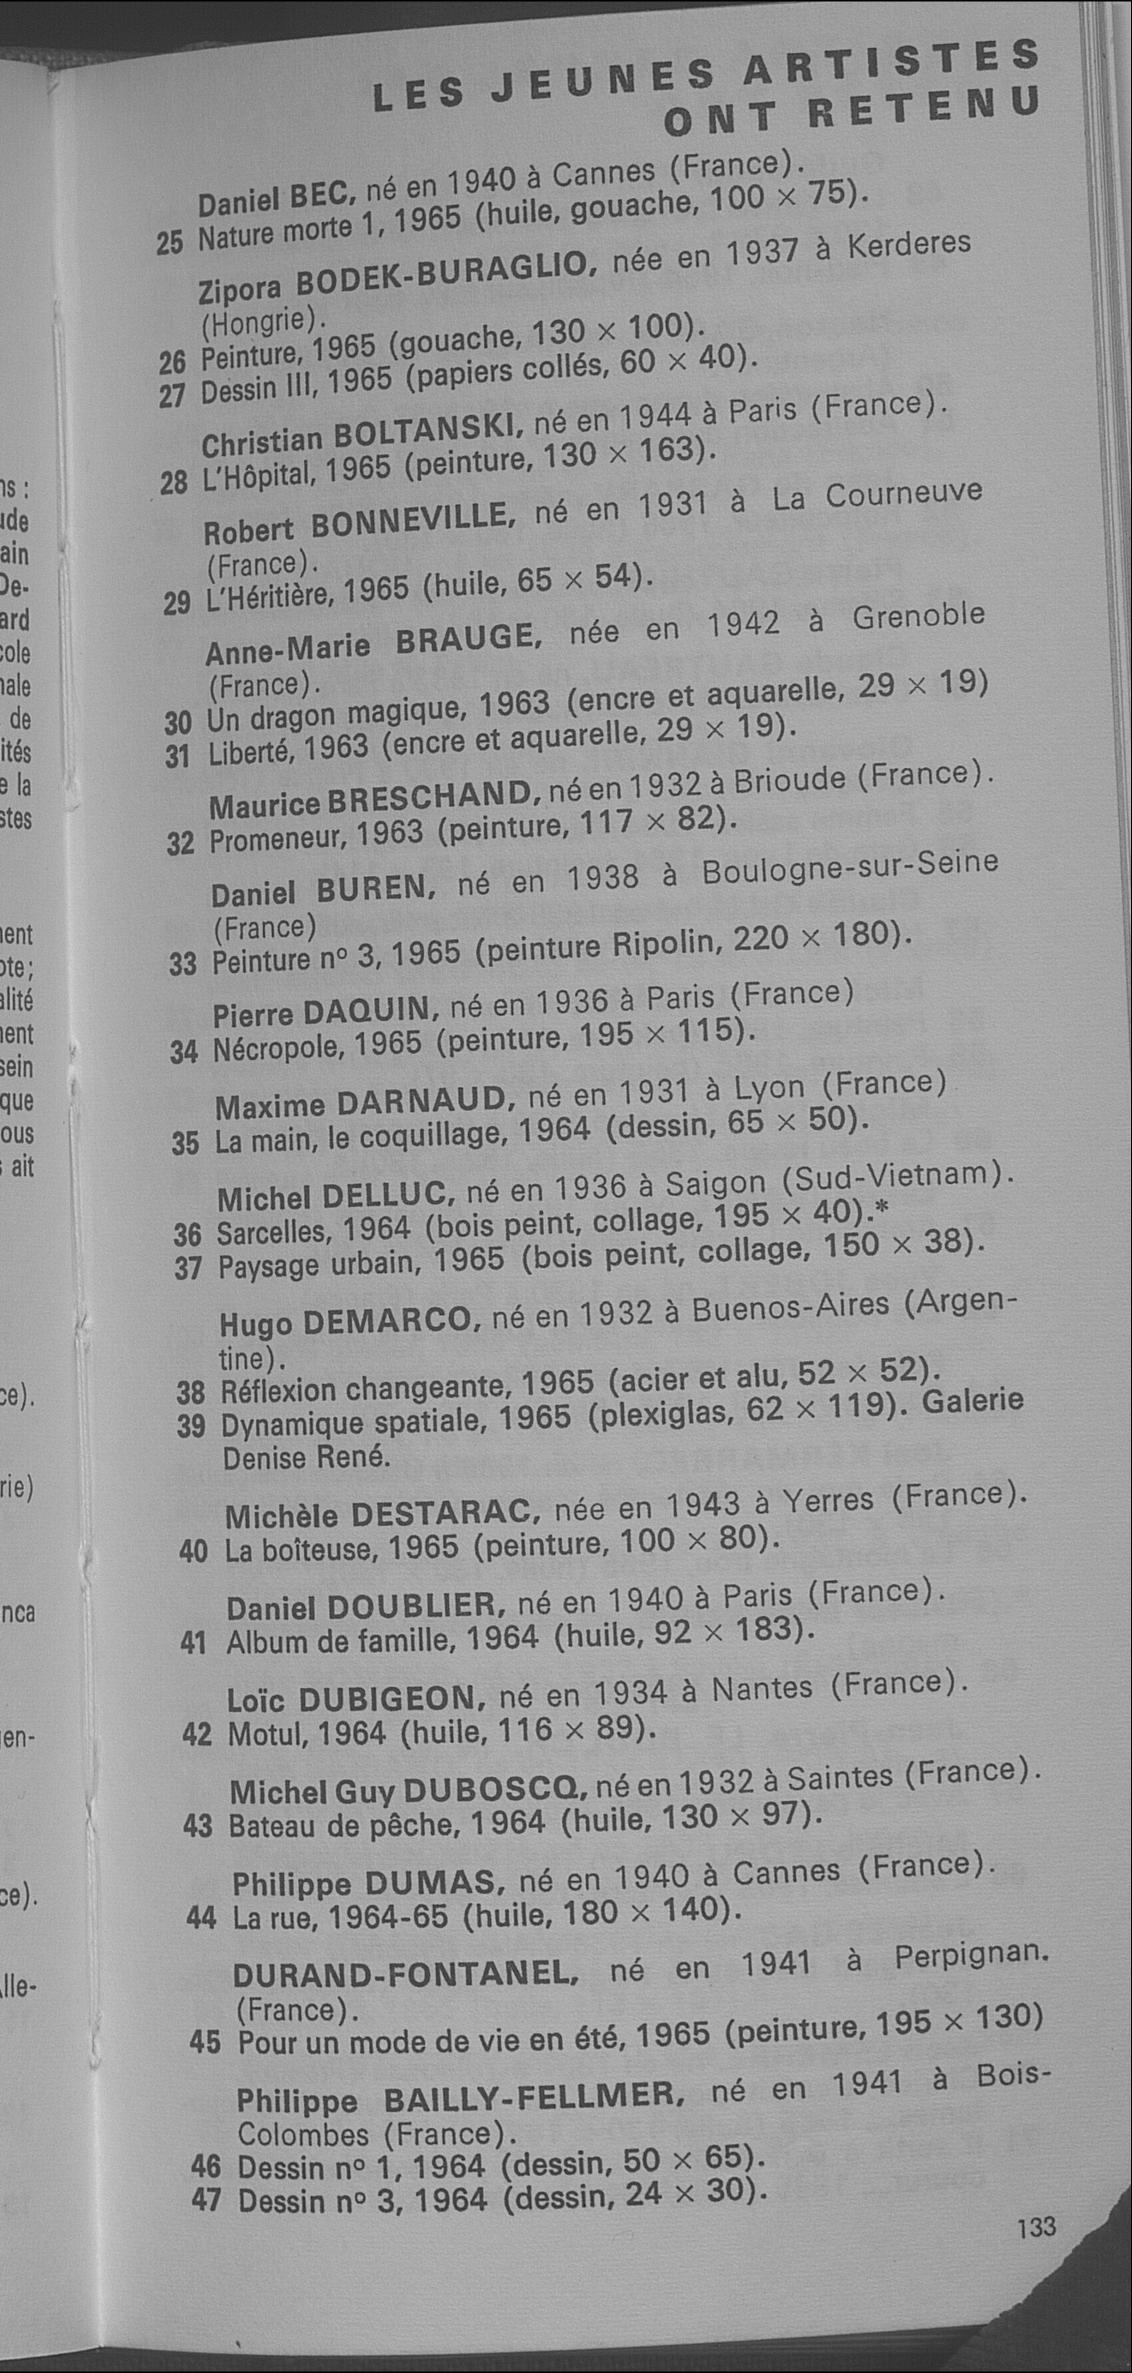 LES JEUNES ARTISTES
ONT RETENU
Daniel BEC, né en 1940 à Cannes (France).
25 Nature morte 1, 1965 (huile, gouache, 100 × 75).
Zipora BODEK-BURAGLIO, née en 1937 à Kerderes
(Hongrie).
26 Peinture, 1965 (gouache, 130 × 100).
27 Dessin III, 1965 (papiers collés, 60 × 40).
Christian BOLTANSKI, né en 1944 à Paris (France).
28 L'Hôpital, 1965 (peinture, 130 × 163).
Robert BONNEVILLE, né en 1931 à La Courneuve
(France).
29 L'Héritière, 1965 (huile, 65 × 54).
Anne-Marie BRAUGE, née en 1942 à Grenoble
(France).
30 Un dragon magique, 1963 (encre et aquarelle, 29 × 19)
31 Liberté, 1963 (encre et aquarelle, 29 × 19).
Maurice BRESCHAND, né en 1932 à Brioude (France).
32 Promeneur, 1963 (peinture, 117 × 82).
Daniel BUREN, né en 1938 à Boulogne-sur-Seine
(France)
33 Peinture nº 3, 1965 (peinture Ripolin, 220 × 180).
Pierre DAQUIN, né en 1936 à Paris (France)
34 Nécropole, 1965 (peinture, 195 × 115).
Maxime DARNAUD, né en 1931 à Lyon (France)
35 La main, le coquillage, 1964 (dessin, 65 × 50).
Michel DELLUC, né en 1936 à Saigon (Sud-Vietnam).
36 Sarcelles, 1964 (bois peint, collage, 195 × 40).*
37 Paysage urbain, 1965 (bois peint, collage, 150 × 38).
Hugo DEMARCO, né en 1932 à Buenos-Aires (Argen-
tine).
38 Réflexion changeante, 1965 (acier et alu, 52 × 52).
39 Dynamique spatiale, 1965 (plexiglas, 62 × 119). Galerie
Denise René.
Michèle DESTARAC, née en 1943 à Yerres (France).
40 La boîteuse, 1965 (peinture, 100 × 80).
Daniel DOUBLIER, né en 1940 à Paris (France).
41 Album de famille, 1964 (huile, 92 × 183).
Loïc DUBIGEON, né en 1934 à Nantes (France).
42 Motul, 1964 (huile, 116 × 89).
Michel Guy DUBOSCQ, né en 1932 à Saintes (France).
43 Bateau de pêche, 1964 (huile, 130 × 97).
Philippe DUMAS, né en 1940 à Cannes (France).
44 La rue, 1964-65 (huile, 180 × 140).
DURAND-FONTANEL, né en 1941 à Perpignan.
(France).
45 Pour un mode de vie en été, 1965 (peinture, 195 × 130)
Philippe BAILLY-FELLMER, né en 1941 à Bois-
Colombes (France).
46 Dessin nº 1, 1964 (dessin, 50 × 65).
47 Dessin nº 3, 1964 (dessin, 24 × 30).
133